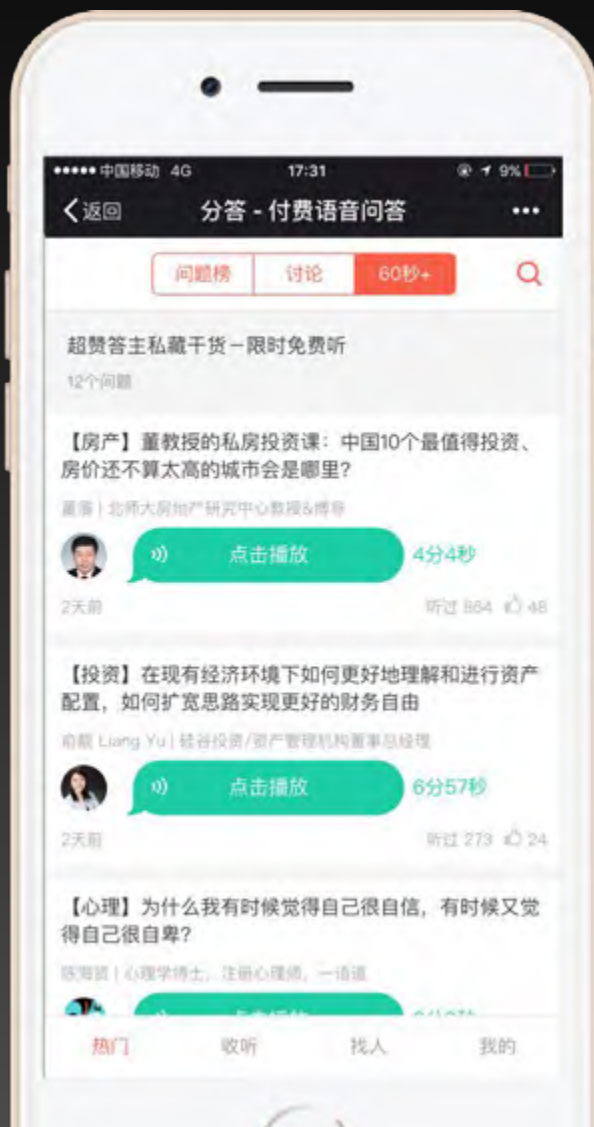 中国移动 4G 17:31 9%
返回 分答 - 付费语音问答
问题榜 讨论 60秒+
超赞答主私藏干货－限时免费听
12个问题
【房产】董教授的私房投资课：中国10个最值得投资、
房价还不算太高的城市会是哪里？
董藩 | 北师大房地产研究中心教授&博导
点击播放 4分4秒
2天前 听过 864 48
【投资】在现有经济环境下如何更好地理解和进行资产
配置，如何扩宽思路实现更好的财务自由
Liang Yu | 硅谷投资/资产管理机构董事总经理
点击播放 6分57秒
2天前 听过 273 24
【心理】为什么我有时候觉得自己很自信，有时候又觉
得自己很自卑？
陈海贤 | 心理学博士，注册心理师，
点击播放
热门 收听 找人 我的